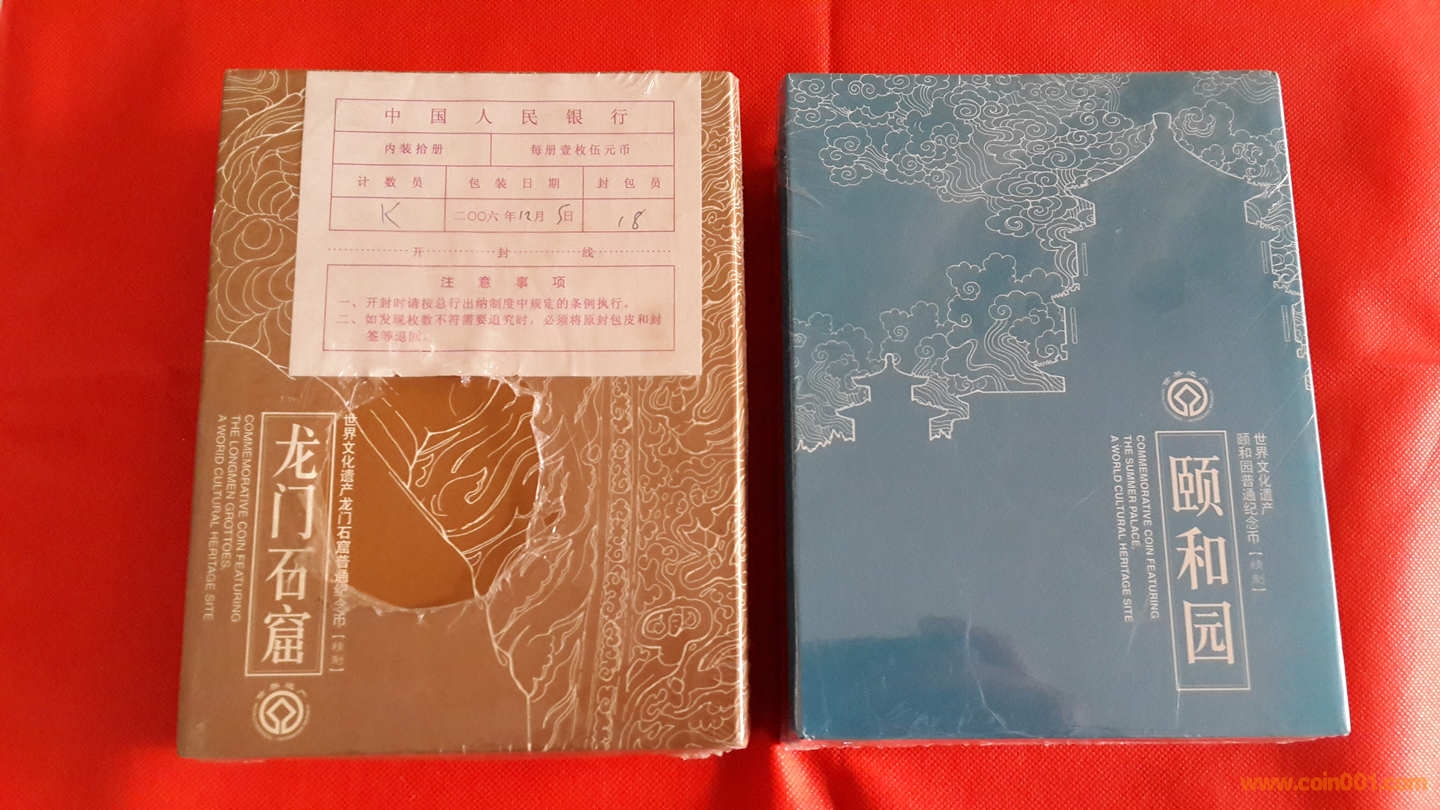 中国人民银行
内装拾册 每册壹枚伍元币
计数员 包装日期 封包员
K 二〇〇六年12月5日 18
开封线
注意事项
一、开封时请按总行出纳制度中规定的条例执行。
二、如发现枚数不符需要追究时，必须将原封包皮和封
签等退回。
世界文化遗产 龙门石窟普通纪念币【精制】
龙门石窟
COMMEMORATIVE COIN FEATURING
THE LONGMEN GROTTOES,
A WORID CULTURAL HERITAGE SITE
世界文化遗产
颐和园普通纪念币【精制】
颐和园
COMMEMORATIVE COIN FEATURING
THE SUMMER PALACE,
A WORLD CULTURAL HERITAGE SITE
www.coin001.com